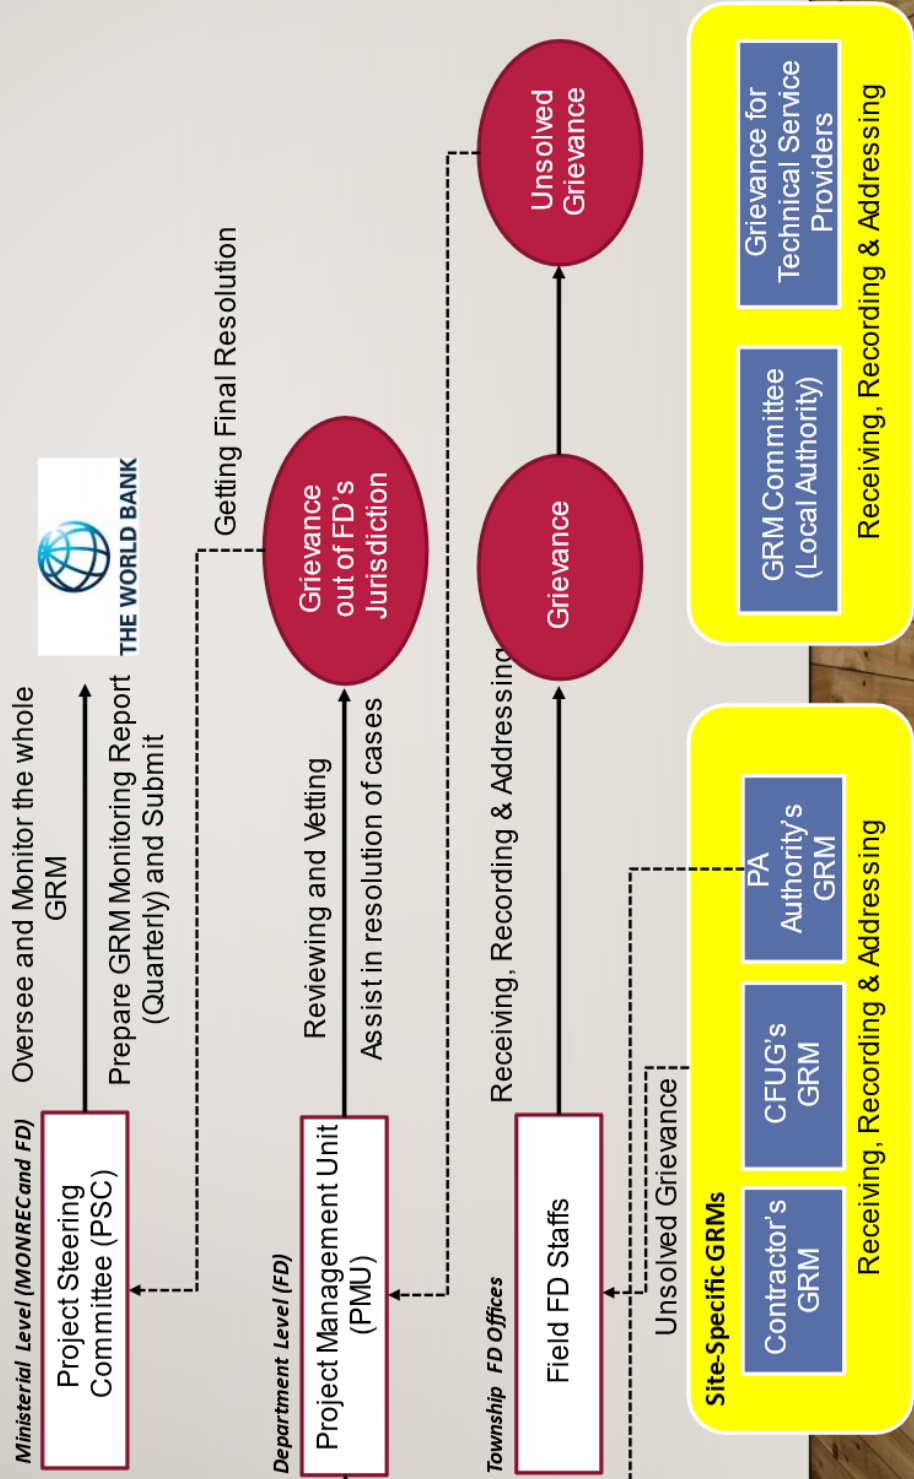 Ministerial Level (MONRECand FD)
Project Steering
Committee (PSC)
Oversee and Monitor the whole
GRM
Prepare GRM Monitoring Report
(Quarterly) and Submit
THE WORLD BANK
Getting Final Resolution
Department Level (FD)
Project Management Unit
(PMU)
Reviewing and Vetting
Assist in resolution of cases
Grievance
out of FD's
Jurisdiction
Township FD Offices
Field FD Staffs
Receiving, Recording & Addressing
Grievance
Unsolved
Grievance
Unsolved Grievance
Site-Specific GRMs
Contractor's
GRM
CFUG's
GRM
PA
Authority's
GRM
Receiving, Recording & Addressing
GRM Committee
(Local Authority)
Grievance for
Technical Service
Providers
Receiving, Recording & Addressing